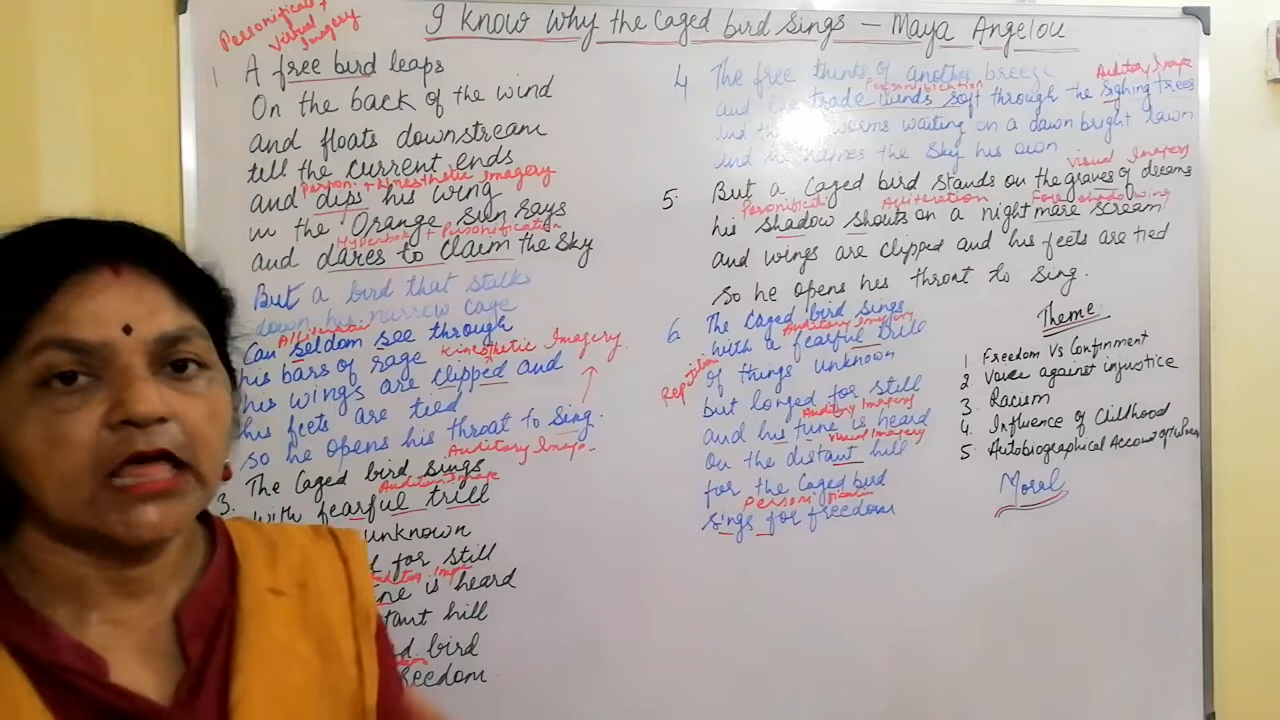 I know why the caged bird sings – Maya Angelou
Visual
Imagery
1 A free bird leaps
On the back of the wind
and floats downstream
till the current ends
Person. + Kinesthetic Imagery
and dips his wing
in the Orange sun rays
Hyperbole + Personification
and dares to claim the sky
But a bird that stalks
down his narrow cage
Alliteration
Can seldom see through
his bars of rage
Kinesthetic Imagery
his wings are clipped and
his feets are tied
so he opens his throat to sing.
Auditory Image
3. The Caged bird sings
Auditory Image
with fearful trill
unknown
for still
is heard
hill
bird
4 The free thinks of another breeze
Auditory Image
Personification
and trade winds soft through the sighing trees
worms waiting on a dawn bright lawn
and he names the sky his own
Visual Imagery
5. But a Caged bird stands on the graves of dreams
Alliteration Foreshadowing
his shadow shouts on a nightmare scream
and wings are clipped and his feets are tied
so he opens his throat to sing.
6 The Caged bird sings
Auditory Imagery
with a fearful trill
of things unknown
but longed for still
Auditory Imagery
and his tune is heard
Visual Imagery
on the distant hill
for the Caged bird
sings for freedom
Theme
1. Freedom Vs Confinment
2. Voice against injustice
3. Racism
4. Influence of Childhood
5. Autobiographical Account of
Moral